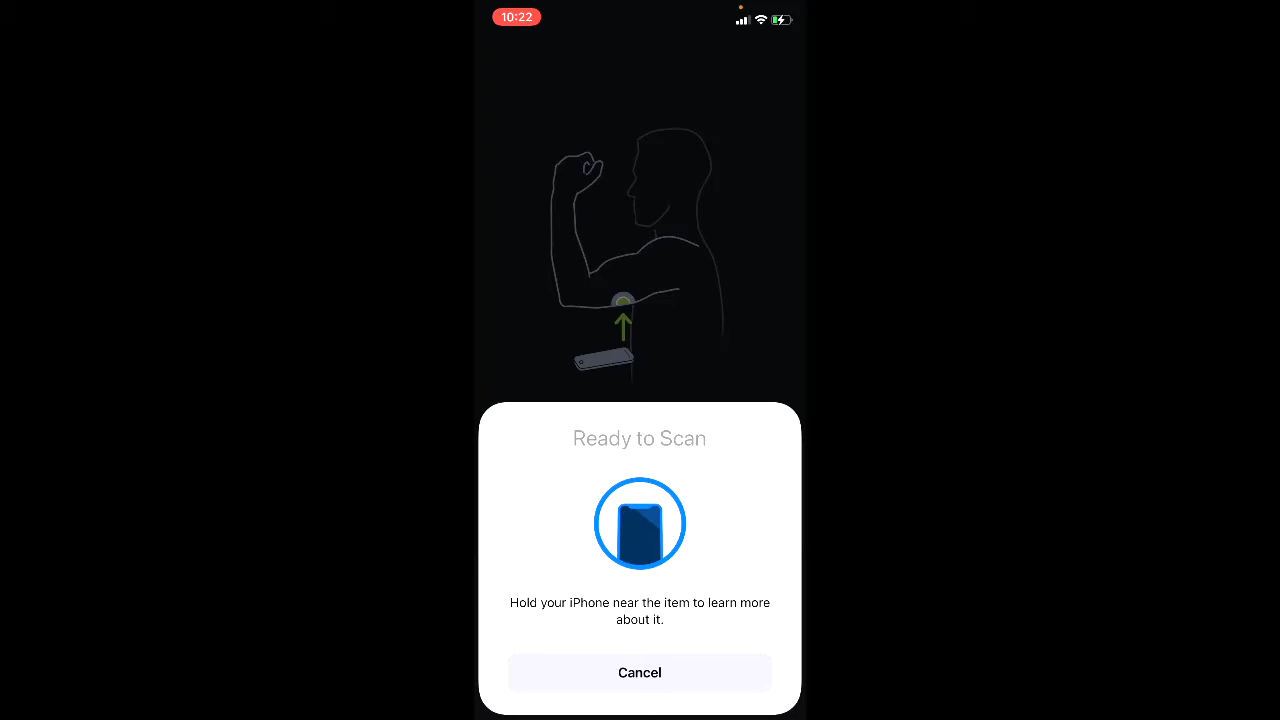 10:22
Ready to Scan
Hold your iPhone near the item to learn more
about it.
Cancel